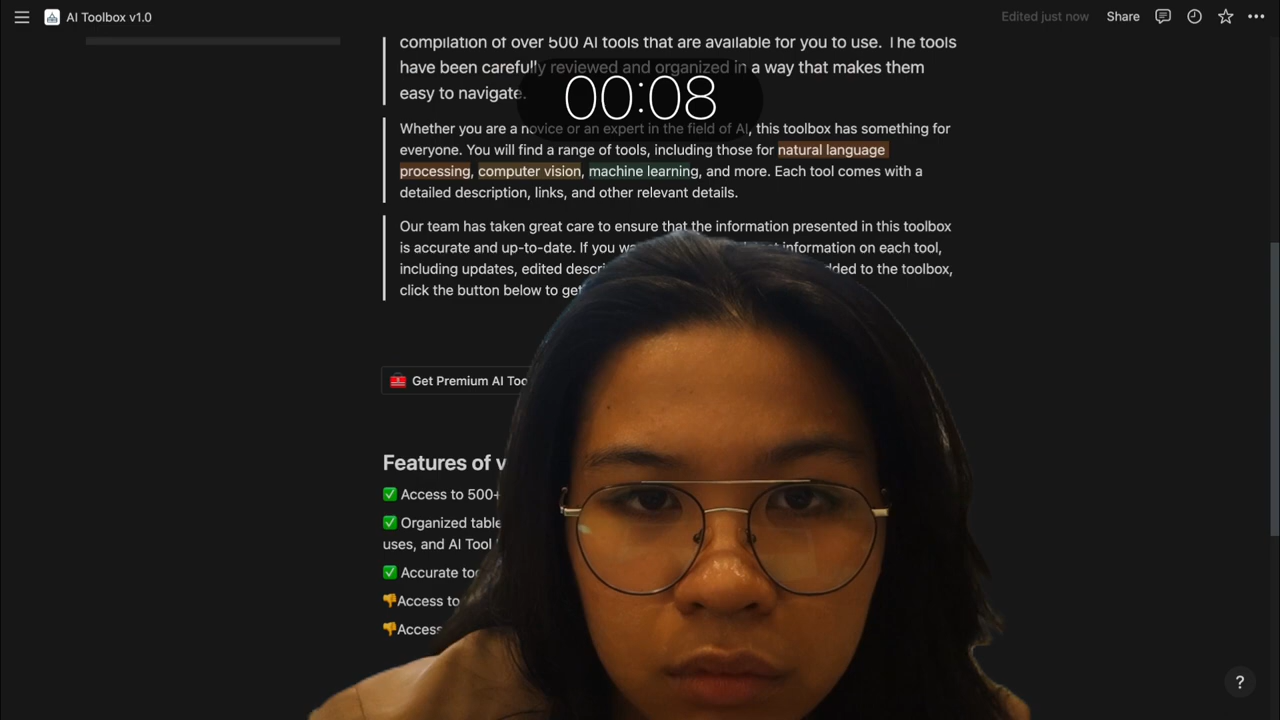 AI Toolbox v1.0
Edited just now
Share
compilation of over 500 AI tools that are available for you to use. The tools
have been carefully reviewed and organized in a way that makes them
easy to navigate.
00:08
Whether you are a novice or an expert in the field of AI, this toolbox has something for
everyone. You will find a range of tools, including those for natural language
processing, computer vision, machine learning, and more. Each tool comes with a
detailed description, links, and other relevant details.
Our team has taken great care to ensure that the information presented in this toolbox
is accurate and up-to-date. If you information on each tool,
including updates, edited to the toolbox,
click the button below to get
Get Premium AI
Features of
✅ Access to 500+
✅ Organized
uses, and AI Tool
✅ Accurate
👎Access to
👎Access
?